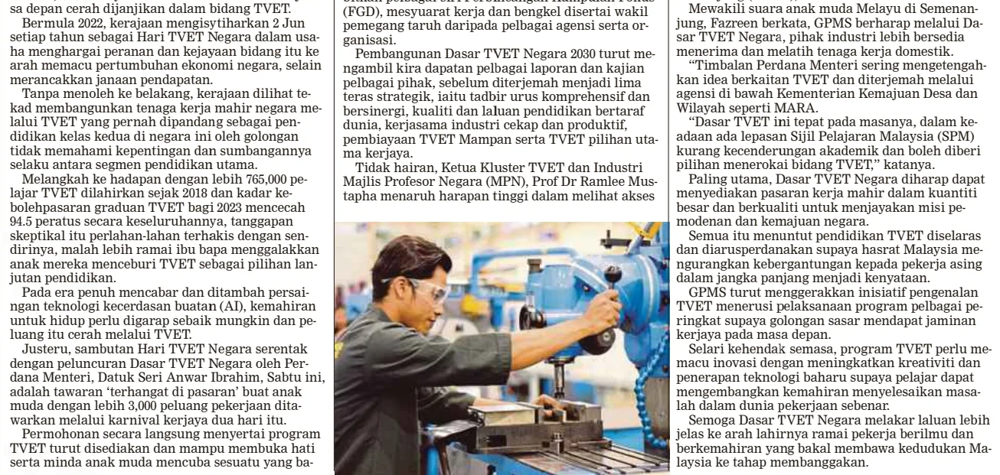 sa depan cerah dijanjikan dalam bidang TVET.
Bermula 2022, kerajaan mengisytiharkan 2 Jun
setiap tahun sebagai Hari TVET Negara dalam usa-
ha menghargai peranan dan kejayaan bidang itu ke
arah memacu pertumbuhan ekonomi negara, selain
merancakkan janaan pendapatan.
Tanpa menoleh ke belakang, kerajaan dilihat te-
kad membangunkan tenaga kerja mahir negara me-
lalui TVET yang pernah dipandang sebagai pen-
didikan kelas kedua di negara ini oleh golongan
tidak memahami kepentingan dan sumbangannya
selaku antara segmen pendidikan utama.
Melangkah ke hadapan dengan lebih 765,000 pe-
lajar TVET dilahirkan sejak 2018 dan kadar ke-
bolehpasaran graduan TVET bagi 2023 mencecah
94.5 peratus secara keseluruhannya, tanggapan
skeptikal itu perlahan-lahan terhakis dengan sen-
dirinya, malah lebih ramai ibu bapa menggalakkan
anak mereka menceburi TVET sebagai pilihan lan-
jutan pendidikan.
Pada era penuh mencabar dan ditambah persai-
ngan teknologi kecerdasan buatan (AI), kemahiran
untuk hidup perlu digarap sebaik mungkin dan pe-
luang itu cerah melalui TVET.
Justeru, sambutan Hari TVET Negara serentak
dengan peluncuran Dasar TVET Negara oleh Per-
dana Menteri, Datuk Seri Anwar Ibrahim, Sabtu ini,
adalah tawaran ‘terhangat di pasaran’ buat anak
muda dengan lebih 3,000 peluang pekerjaan dita-
warkan melalui karnival kerjaya dua hari itu.
Permohonan secara langsung menyertai program
TVET turut disediakan dan mampu membuka hati
serta minda anak muda mencuba sesuatu yang ba-
(FGD), mesyuarat kerja dan bengkel disertai wakil
pemegang taruh daripada pelbagai agensi serta or-
ganisasi.
Pembangunan Dasar TVET Negara 2030 turut me-
ngambil kira dapatan pelbagai laporan dan kajian
pelbagai pihak, sebelum diterjemah menjadi lima
teras strategik, iaitu tadbir urus komprehensif dan
bersinergi, kualiti dan laluan pendidikan bertaraf
dunia, kerjasama industri cekap dan produktif,
pembiayaan TVET Mampan serta TVET pilihan uta-
ma kerjaya.
Tidak hairan, Ketua Kluster TVET dan Industri
Majlis Profesor Negara (MPN), Prof Dr Ramlee Mus-
tapha menaruh harapan tinggi dalam melihat akses
Mewakili suara anak muda Melayu di Semenan-
jung, Fazreen berkata, GPMS berharap melalui Da-
sar TVET Negara, pihak industri lebih bersedia
menerima dan melatih tenaga kerja domestik.
“Timbalan Perdana Menteri sering mengetengah-
kan idea berkaitan TVET dan diterjemah melalui
agensi di bawah Kementerian Kemajuan Desa dan
Wilayah seperti MARA.
“Dasar TVET ini tepat pada masanya, dalam ke-
adaan ada lepasan Sijil Pelajaran Malaysia (SPM)
kurang kecenderungan akademik dan boleh diberi
pilihan menerokai bidang TVET,” katanya.
Paling utama, Dasar TVET Negara diharap dapat
menyediakan pasaran kerja mahir dalam kuantiti
besar dan berkualiti untuk menjayakan misi pe-
modenan dan kemajuan negara.
Semua itu menuntut pendidikan TVET diselaras
dan diarusperdanakan supaya hasrat Malaysia me-
ngurangkan kebergantungan kepada pekerja asing
dalam jangka panjang menjadi kenyataan.
GPMS turut menggerakkan inisiatif pengenalan
TVET menerusi pelaksanaan program pelbagai pe-
ringkat supaya golongan sasar mendapat jaminan
kerjaya pada masa depan.
Selari kehendak semasa, program TVET perlu me-
macu inovasi dengan meningkatkan kreativiti dan
penerapan teknologi baharu supaya pelajar dapat
mengembangkan kemahiran menyelesaikan masa-
lah dalam dunia pekerjaan sebenar.
Semoga Dasar TVET Negara melakar laluan lebih
jelas ke arah lahirnya ramai pekerja berilmu dan
berkemahiran yang bakal membawa kedudukan Ma-
laysia ke tahap membanggakan.